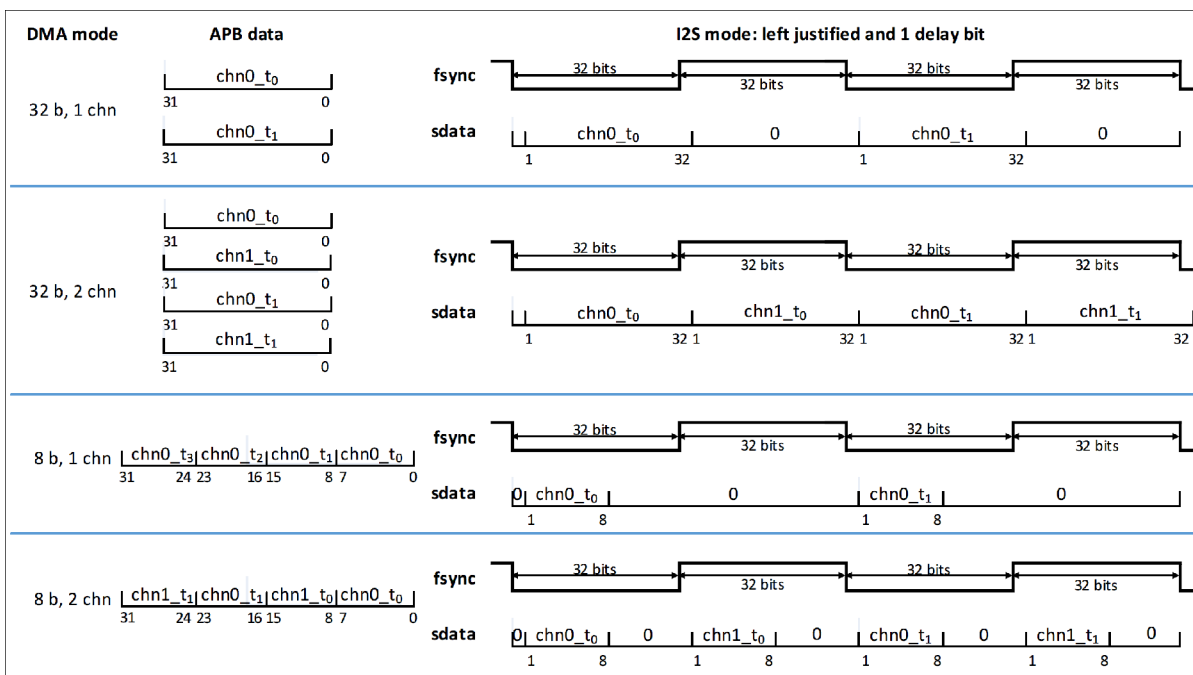 DMA mode APB data I2S mode: left justified and 1 delay bit
32 b, 1 chn
chn0_t0
31 0
chn0_t1
31 0
fsync 32 bits 32 bits 32 bits 32 bits
sdata chn0_t0 0 chn0_t1 0
1 32 1 32
32 b, 2 chn
chn0_t0
31 0
chn1_t0
31 0
chn0_t1
31 0
chn1_t1
31 0
fsync 32 bits 32 bits 32 bits 32 bits
sdata chn0_t0 chn1_t0 chn0_t1 chn1_t1
1 32 1 32 1 32 1 32
8 b, 1 chn chn0_t3 chn0_t2 chn0_t1 chn0_t0
31 24 23 16 15 8 7 0
fsync 32 bits 32 bits 32 bits 32 bits
sdata 0 chn0_t0 0 chn0_t1 0
1 8 1 8
8 b, 2 chn chn1_t1 chn0_t1 chn1_t0 chn0_t0
31 24 23 16 15 8 7 0
fsync 32 bits 32 bits 32 bits 32 bits
sdata 0 chn0_t0 0 chn1_t0 0 chn0_t1 0 chn1_t1 0
1 8 1 8 1 8 1 8